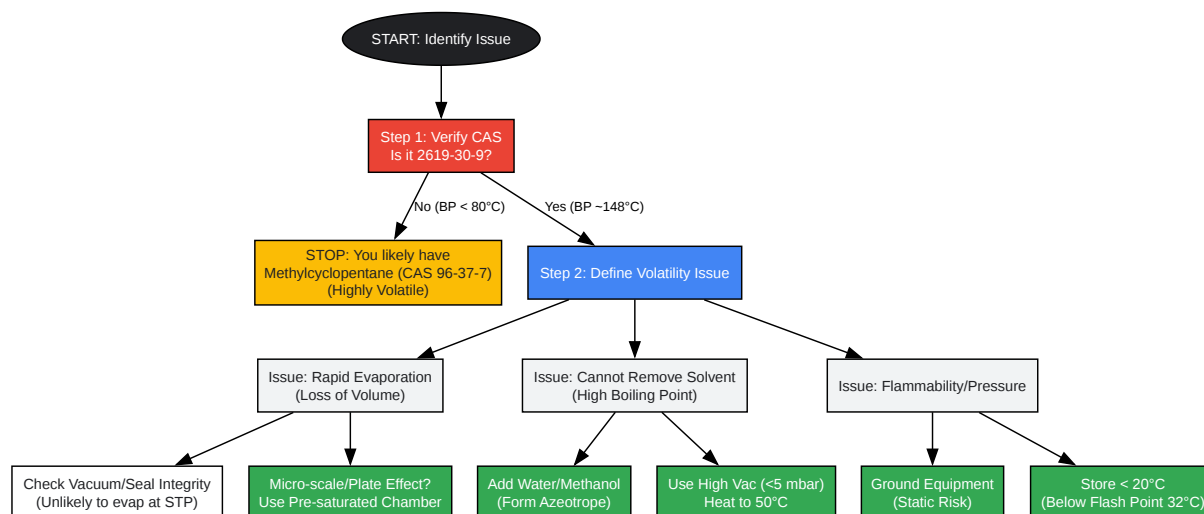 START: Identify Issue
Step 1: Verify CAS
Is it 2619-30-9?
No (BP < 80°C)
Yes (BP ~148°C)
STOP: You likely have
Methylcyclopentane (CAS 96-37-7)
(Highly Volatile)
Step 2: Define Volatility Issue
Issue: Rapid Evaporation
(Loss of Volume)
Issue: Cannot Remove Solvent
(High Boiling Point)
Issue: Flammability/Pressure
Check Vacuum/Seal Integrity
(Unlikely to evap at STP)
Micro-scale/Plate Effect?
Use Pre-saturated Chamber
Add Water/Methanol
(Form Azeotrope)
Use High Vac (<5 mbar)
Heat to 50°C
Ground Equipment
(Static Risk)
Store < 20°C
(Below Flash Point 32°C)